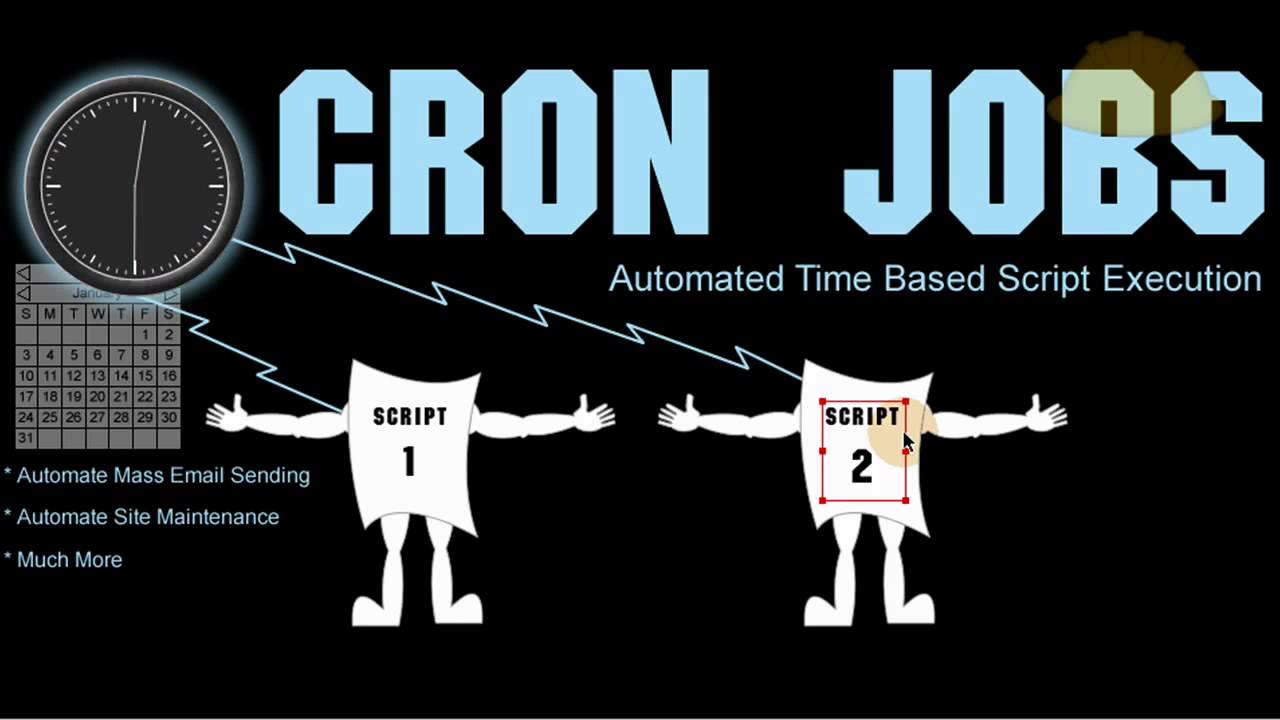 CRON JOBS
Automated Time Based Script Execution
January
S M T W T F S
1 2
3 4 5 6 7 8 9
10 11 12 13 14 15 16
17 18 19 20 21 22 23
24 25 26 27 28 29 30
31
SCRIPT
1
SCRIPT
2
* Automate Mass Email Sending
* Automate Site Maintenance
* Much More